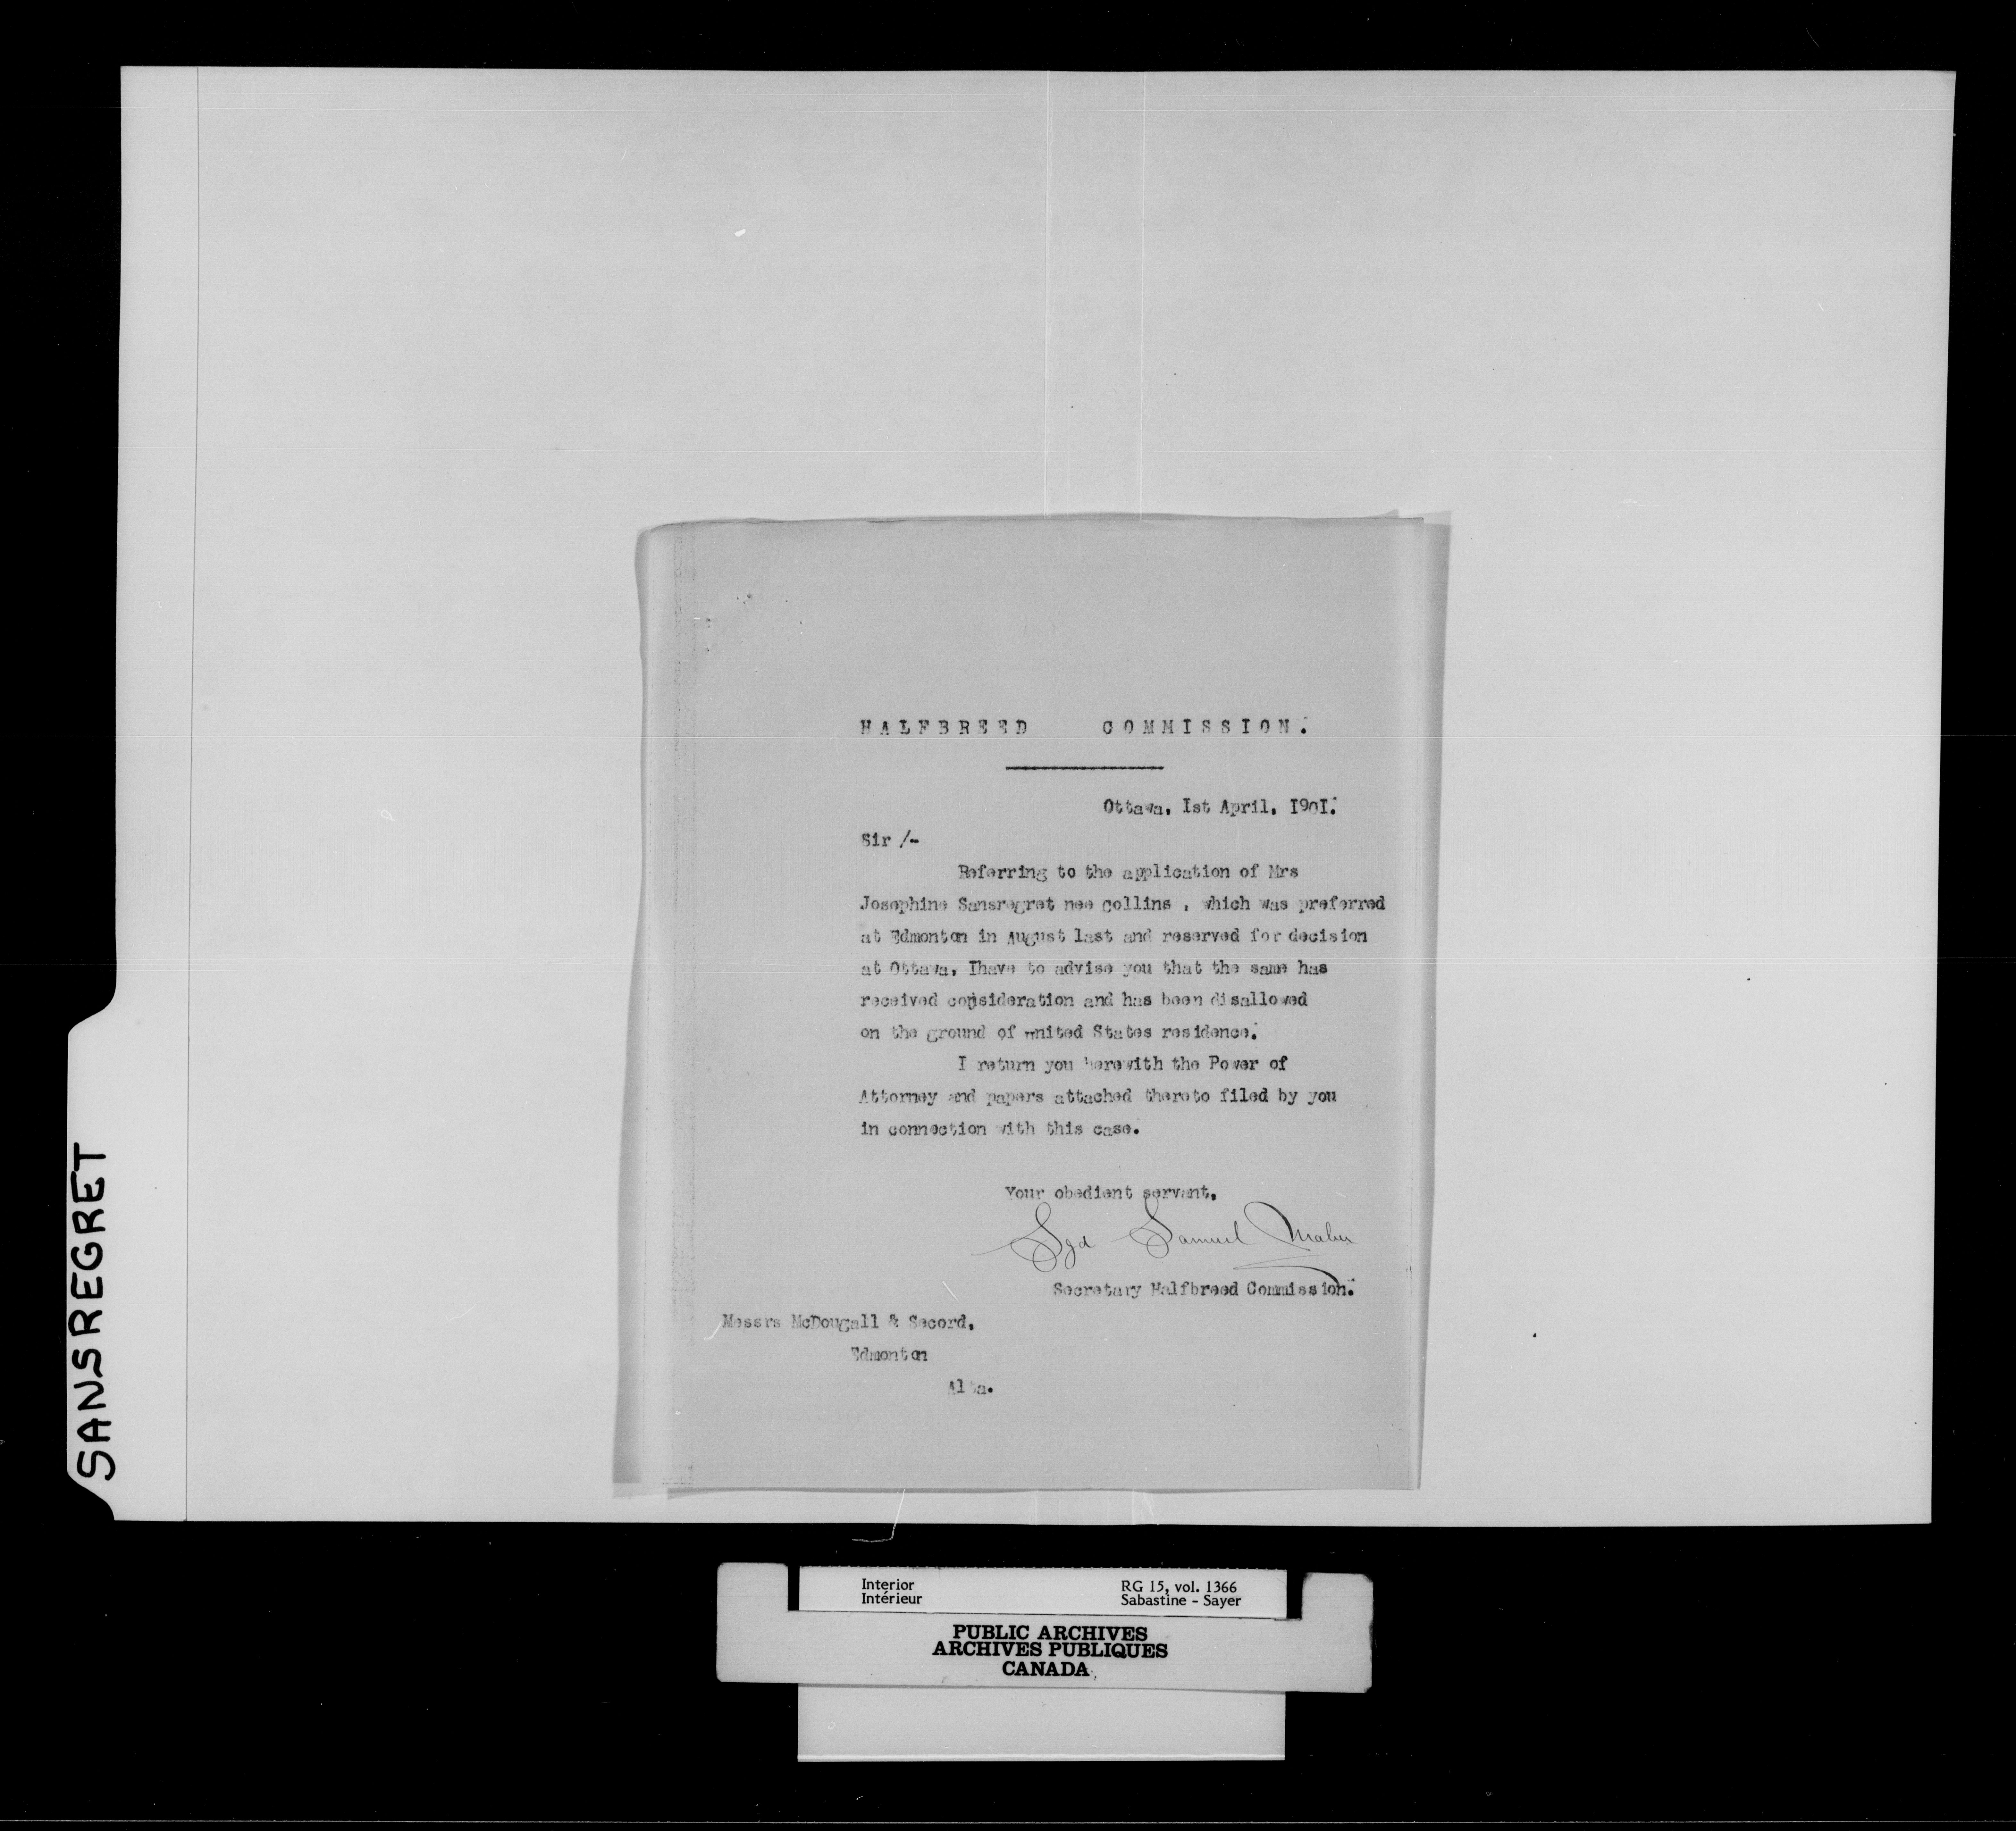 HALFBREED COMMISSION.
Ottawa, Ist April, I90I.
Sir /-
Referring to the application of Mrs
Josephine Sansregret nee Collins , which was preferred
at Edmonton in August last and reserved for decision
at Ottawa, Ihave to advise you that the same has
received consideration and has been disallowed
on the ground of United States residence.
I return you herewith the Power of
Attorney and papers attached thereto filed by you
in connection with this case.
Your obedient servant,
Sgd Samuel Maber
Secretary Halfbreed Commission.
Messrs McDougall & Secord,
Edmonton
Alta.
SANSREGRET
Interior RG 15, vol. 1366
Intérieur Sabastine - Sayer
PUBLIC ARCHIVES
ARCHIVES PUBLIQUES
CANADA